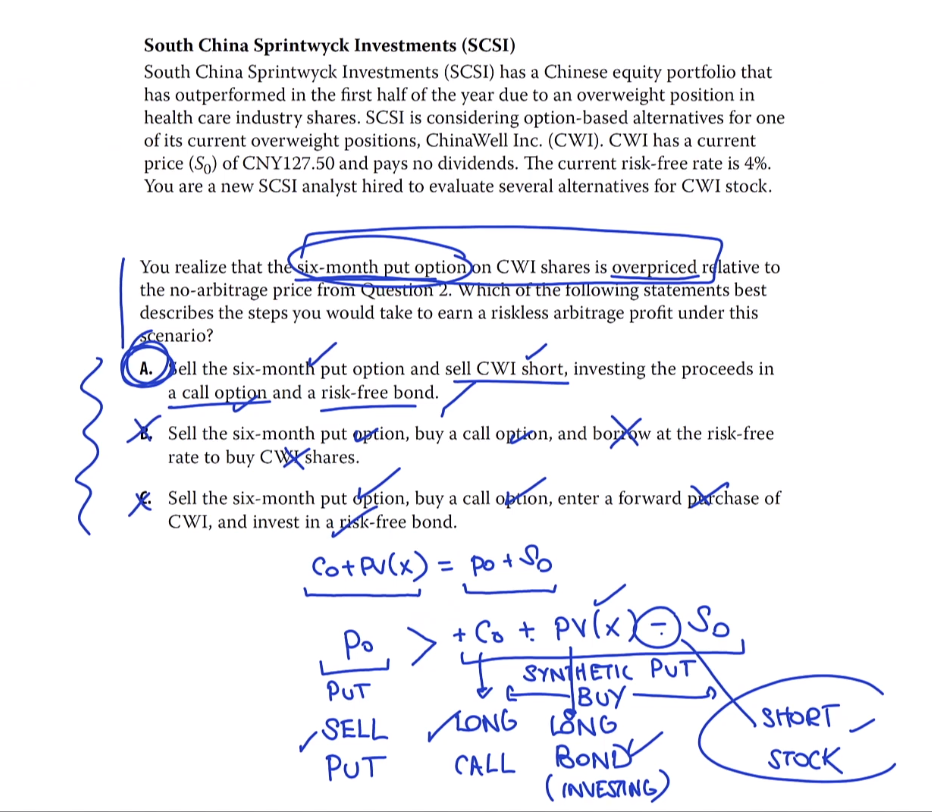 South China Sprintwyck Investments (SCSI)
South China Sprintwyck Investments (SCSI) has a Chinese equity portfolio that
has outperformed in the first half of the year due to an overweight position in
health care industry shares. SCSI is considering option-based alternatives for one
of its current overweight positions, ChinaWell Inc. (CWI). CWI has a current
price (S₀) of CNY127.50 and pays no dividends. The current risk-free rate is 4%.
You are a new SCSI analyst hired to evaluate several alternatives for CWI stock.
You realize that the six-month put option on CWI shares is overpriced relative to
the no-arbitrage price from Question 2. Which of the following statements best
describes the steps you would take to earn a riskless arbitrage profit under this
scenario?
A. Sell the six-month put option and sell CWI short, investing the proceeds in
a call option and a risk-free bond.
B. Sell the six-month put option, buy a call option, and borrow at the risk-free
rate to buy CWI shares.
C. Sell the six-month put option, buy a call option, enter a forward purchase of
CWI, and invest in a risk-free bond.
C₀ + PV(X) = P₀ + S₀
P₀ > + C₀ + PV(X) - S₀
SYNTHETIC PUT
PUT BUY
SELL LONG LONG SHORT
PUT CALL BOND STOCK
(INVESTING)